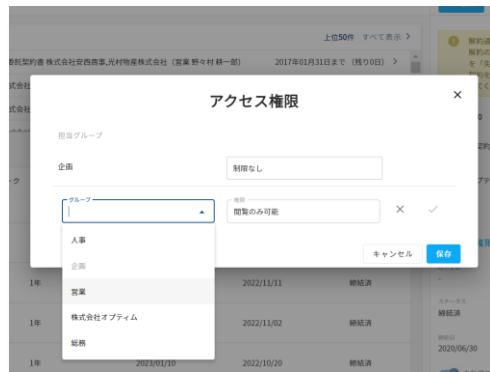 上位50件 すべて表示
委託契約書 株式会社安西商事,光村物産株式会社（営業 野々村 耕一郎） 2017年01月31日まで（残り0日）
式会社
式会社
アクセス権限
担当グループ
企画
制限なし
グループ
権限
閲覧のみ可能
人事
企画
営業
株式会社オプティム
総務
キャンセル
保存
1年
2022/11/11
締結済
1年
2022/11/02
締結済
1年
2023/01/10
2022/10/20
締結済
ステータス
締結済
締結日
2020/06/30